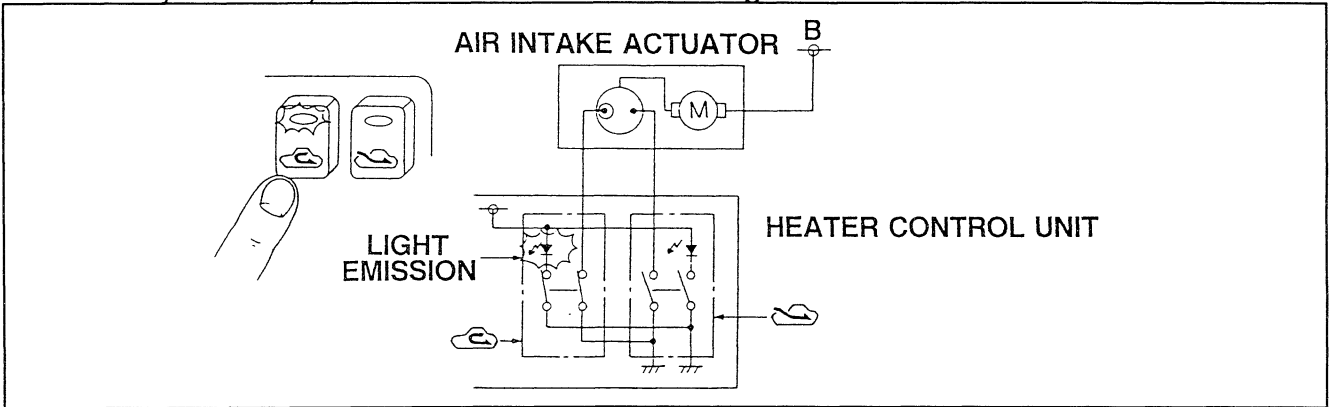 AIR INTAKE ACTUATOR
B
M
HEATER CONTROL UNIT
LIGHT
EMISSION